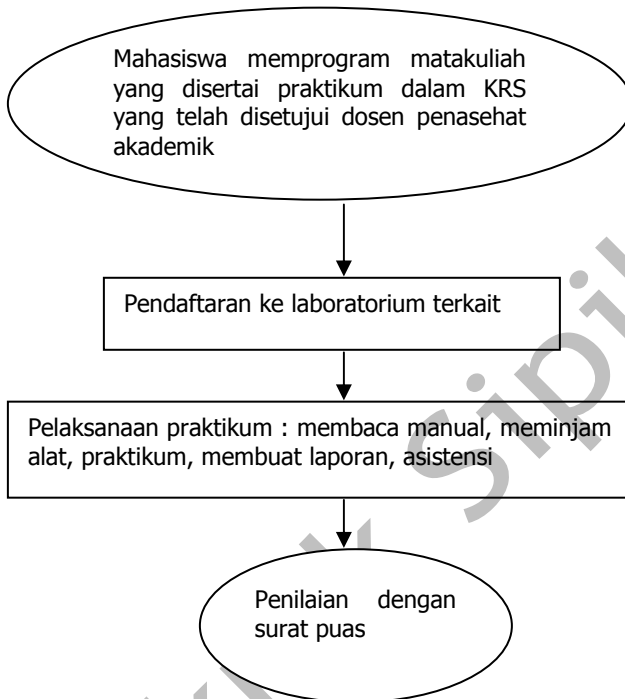 Mahasiswa memprogram matakuliah
yang disertai praktikum dalam KRS
yang telah disetujui dosen penasehat
akademik
Pendaftaran ke laboratorium terkait
Pelaksanaan praktikum : membaca manual, meminjam
alat, praktikum, membuat laporan, asistensi
Penilaian dengan
surat puas